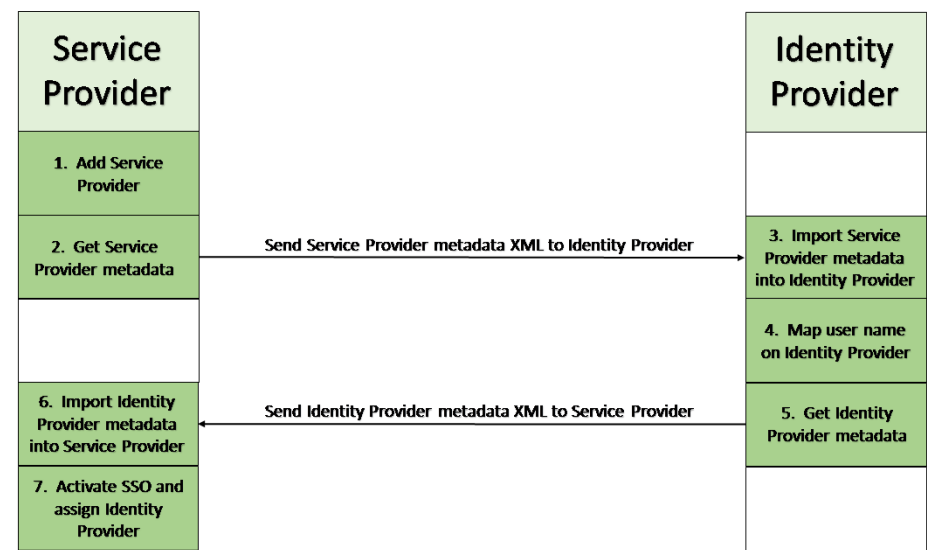 Service
Provider
Identity
Provider
1. Add Service
Provider
2. Get Service
Provider metadata
Send Service Provider metadata XML to Identity Provider
3. Import Service
Provider metadata
into Identity Provider
4. Map user name
on Identity Provider
6. Import Identity
Provider metadata
into Service Provider
Send Identity Provider metadata XML to Service Provider
5. Get Identity
Provider metadata
7. Activate SSO and
assign Identity
Provider